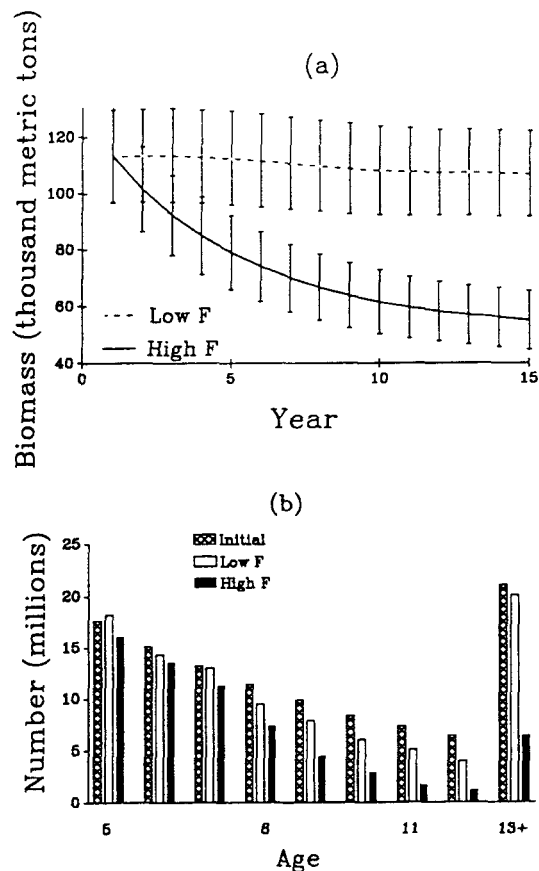 (a)
Biomass (thousand metric tons)
120
100
80
60
40
Low F
High F
0
5
10
15
Year
(b)
Number (millions)
25
20
15
10
5
0
Initial
Low F
High F
5
8
11
13+
Age